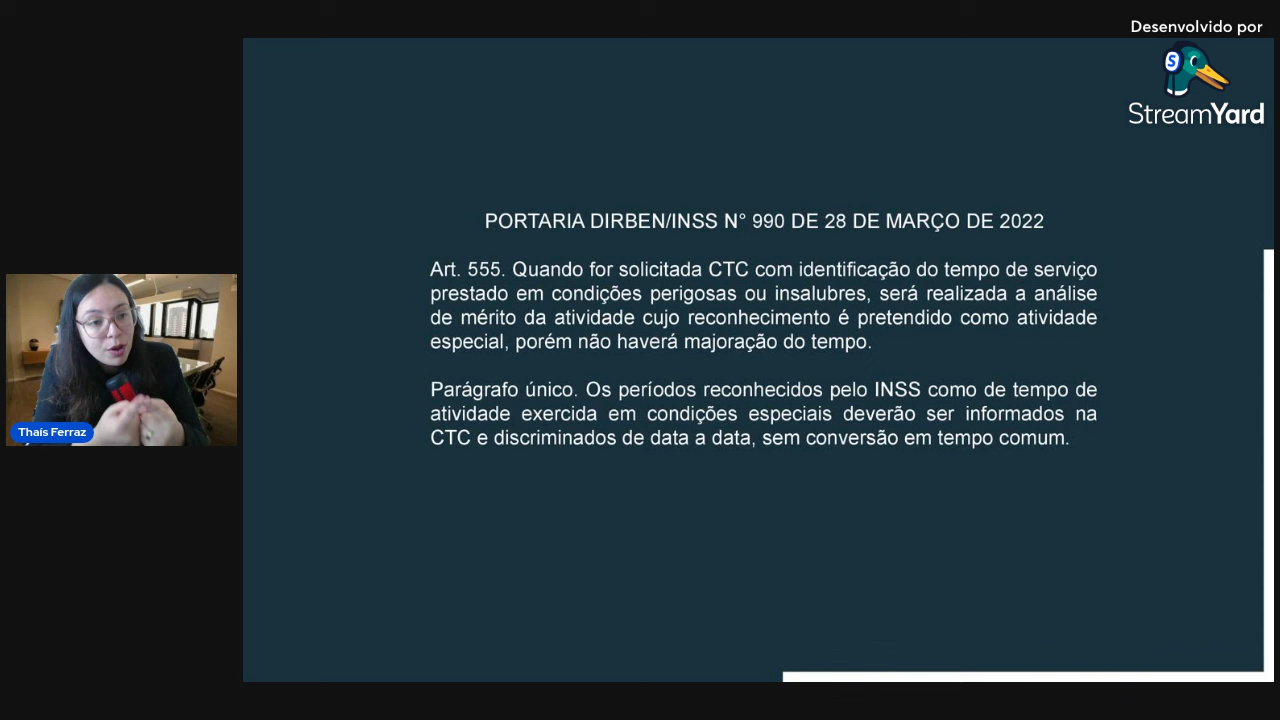 Desenvolvido por
S
StreamYard
PORTARIA DIRBEN/INSS N° 990 DE 28 DE MARÇO DE 2022
Art. 555. Quando for solicitada CTC com identificação do tempo de serviço
prestado em condições perigosas ou insalubres, será realizada a análise
de mérito da atividade cujo reconhecimento é pretendido como atividade
especial, porém não haverá majoração do tempo.
Parágrafo único. Os períodos reconhecidos pelo INSS como de tempo de
atividade exercida em condições especiais deverão ser informados na
CTC e discriminados de data a data, sem conversão em tempo comum.
Thaís Ferraz